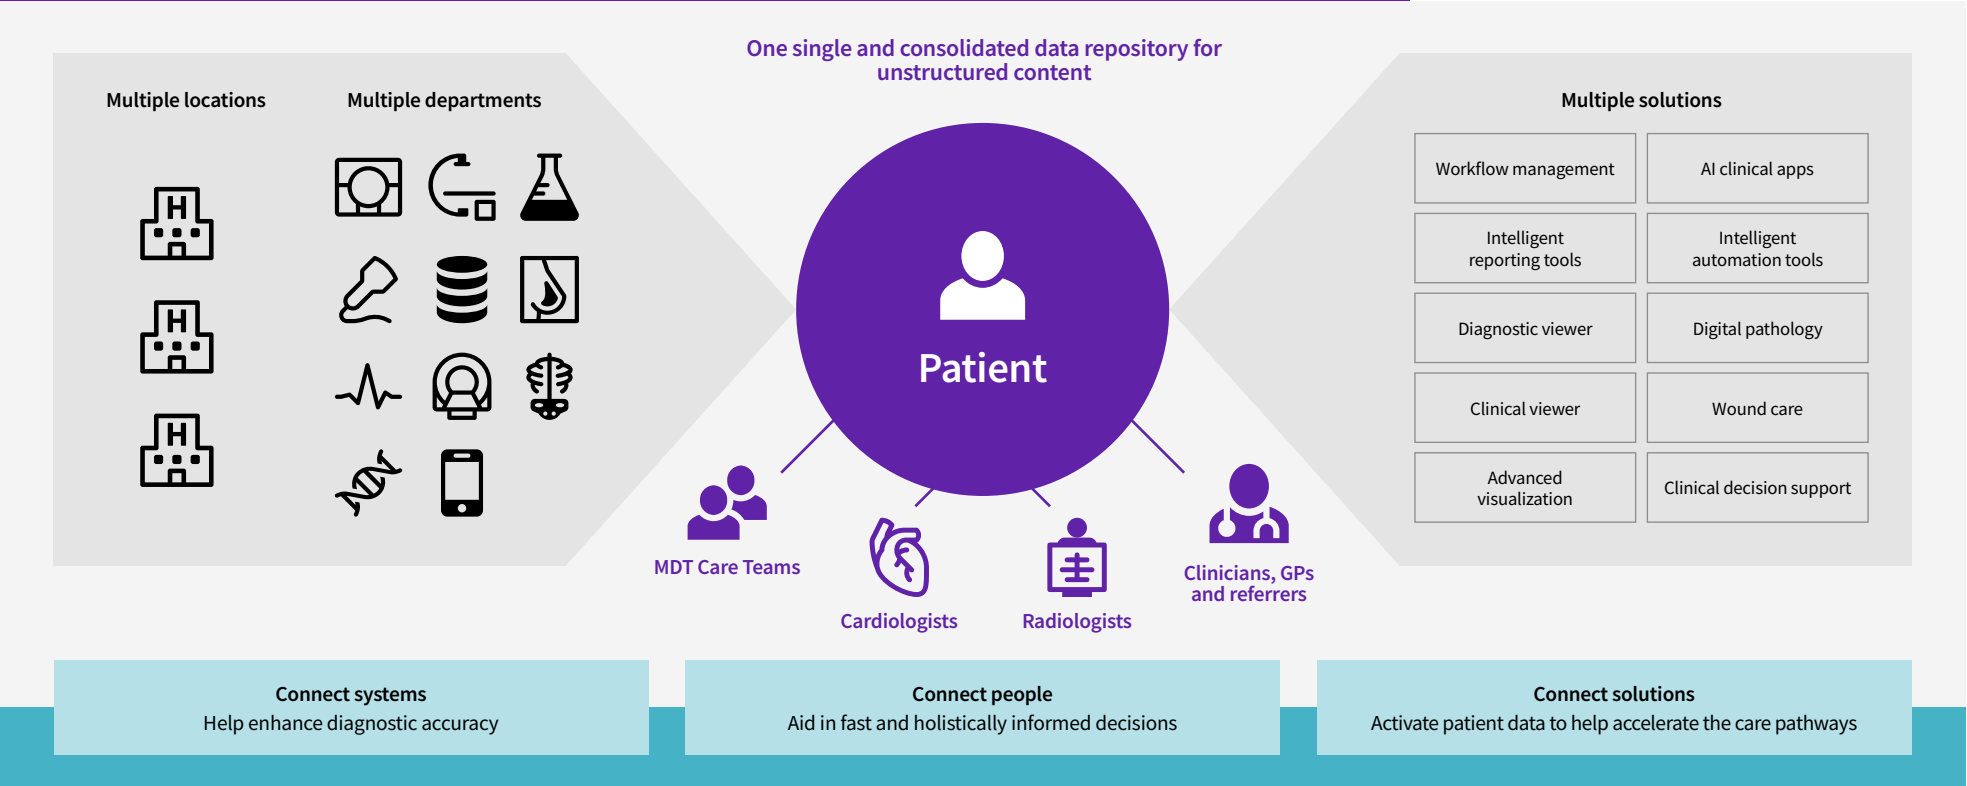 One single and consolidated data repository for
unstructured content
Multiple locations
Multiple departments
H
H
H
Patient
MDT Care Teams
Cardiologists
Radiologists
Clinicians, GPs
and referrers
Multiple solutions
Workflow management
AI clinical apps
Intelligent
reporting tools
Intelligent
automation tools
Diagnostic viewer
Digital pathology
Clinical viewer
Wound care
Advanced
visualization
Clinical decision support
Connect systems
Help enhance diagnostic accuracy
Connect people
Aid in fast and holistically informed decisions
Connect solutions
Activate patient data to help accelerate the care pathways